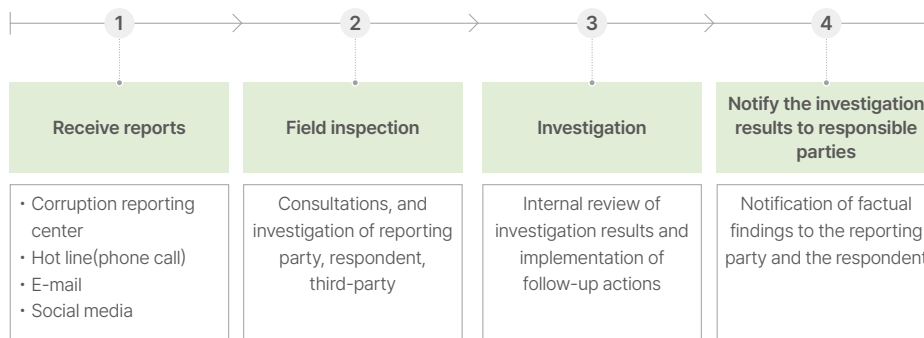 1
2
3
4
Receive reports
Field inspection
Investigation
Notify the investigation
results to responsible
parties
• Corruption reporting
center
• Hot line(phone call)
• E-mail
• Social media
Consultations, and
investigation of reporting
party, respondent,
third-party
Internal review of
investigation results and
implementation of
follow-up actions
Notification of factual
findings to the reporting
party and the respondent